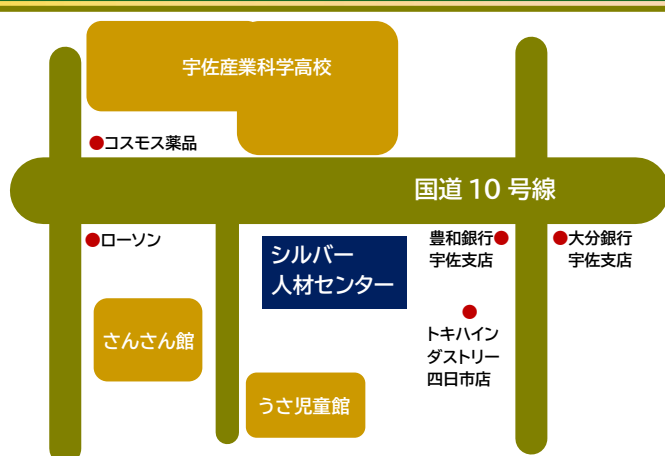 宇佐産業科学高校
コスモス薬品
国道 10 号線
ローソン
シルバー
人材センター
豊和銀行
宇佐支店
大分銀行
宇佐支店
さんさん館
トキハイン
ダストリー
四日市店
うさ児童館